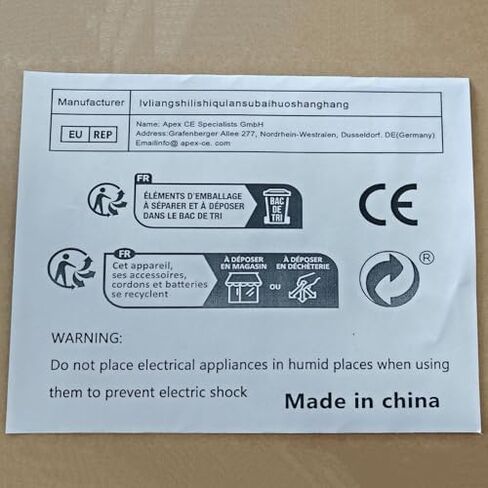 Manufacturer lvliangshilishiqulansubaihuoshanghang
EU REP
Name: Apex CE Specialists GmbH
Address:Grafenberger Allee 277, Nordrhein-Westralen, Dusseldorf. DE(Germany)
Emailinfo@ apex-ce. com
FR
ÉLÉMENTS D'EMBALLAGE
À SÉPARER ET À DÉPOSER
DANS LE BAC DE TRI
BAC
DE
TRI
CE
FR
Cet appareil,
ses accessoires,
cordons et batteries
se recyclent
À DÉPOSER
EN MAGASIN
OU
À DÉPOSER
EN DÉCHÈTERIE
®
WARNING:
Do not place electrical appliances in humid places when using
them to prevent electric shock
Made in china